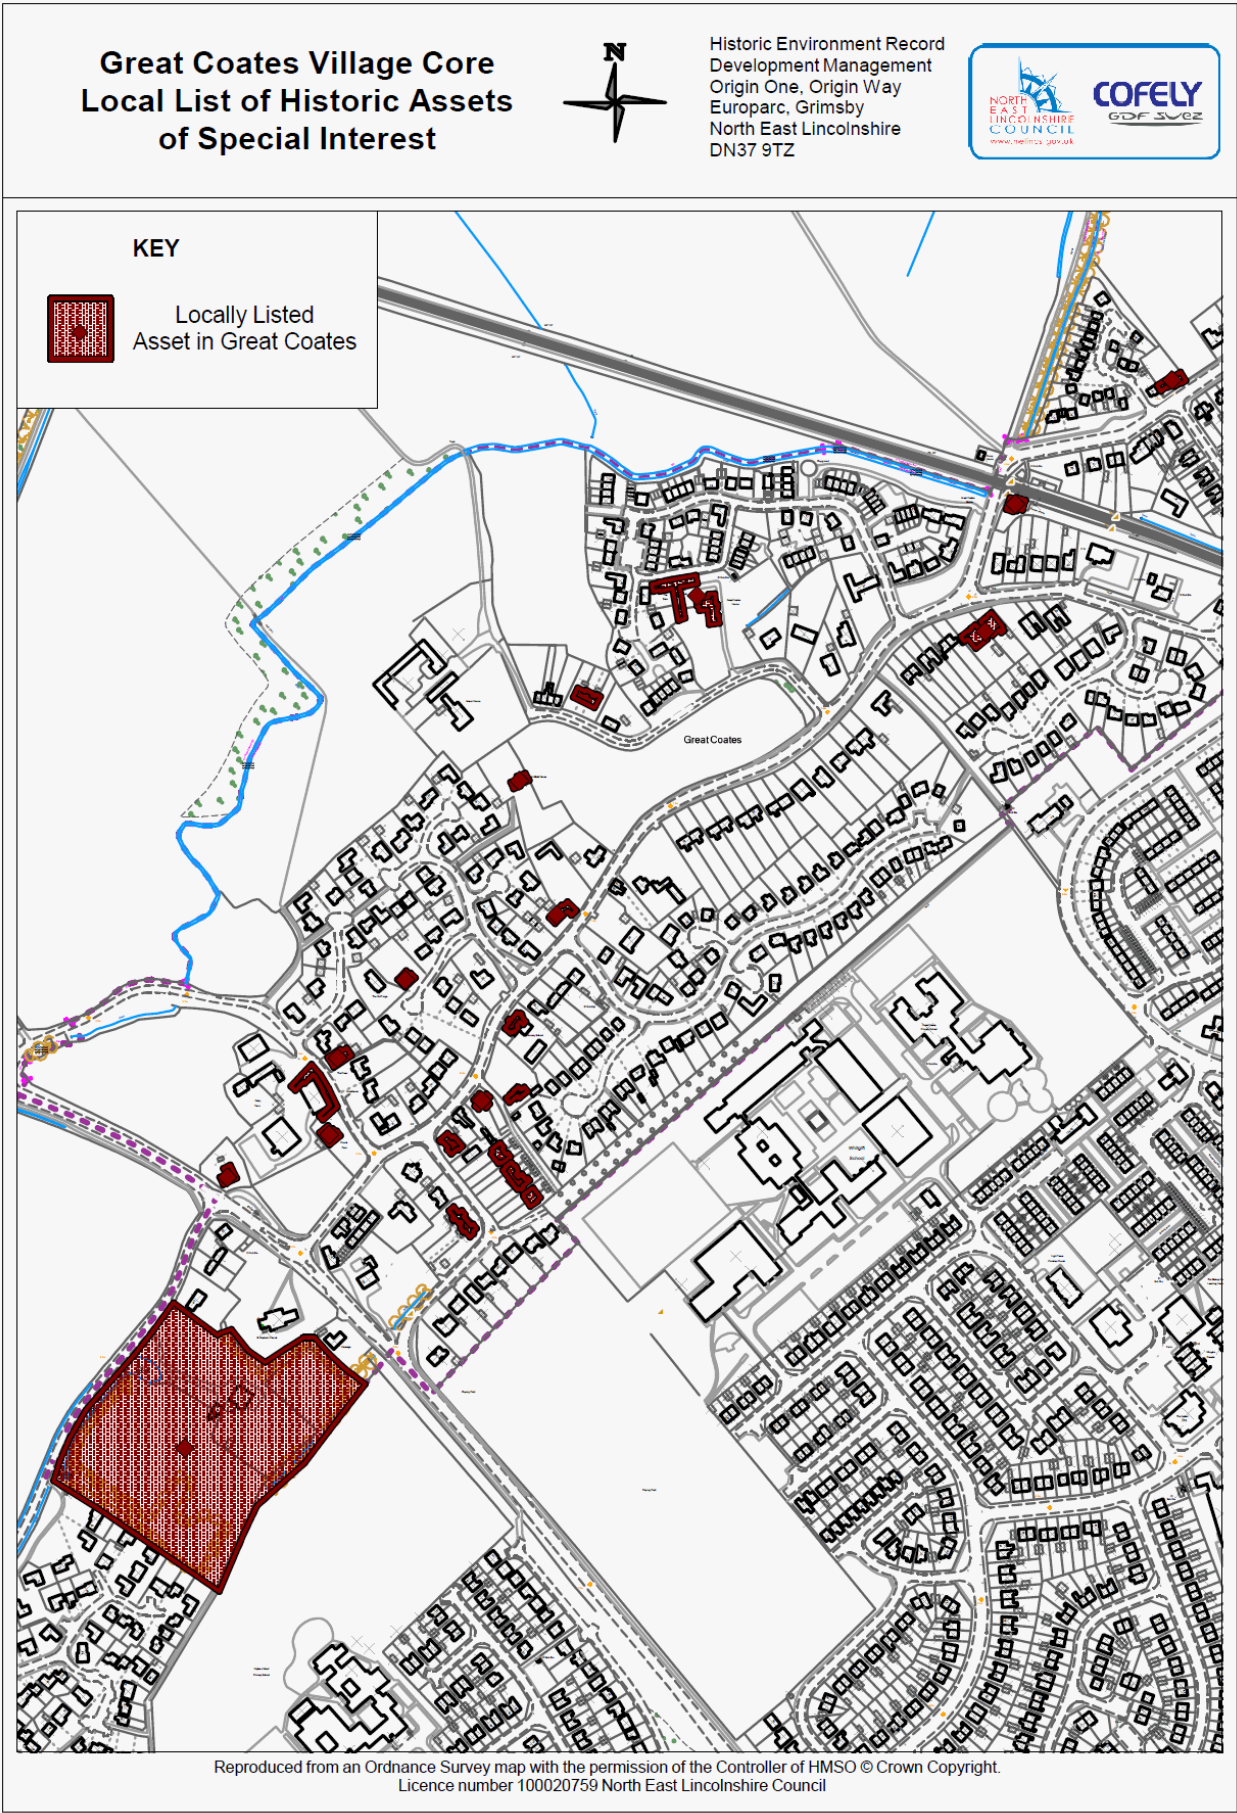 Great Coates Village Core
Local List of Historic Assets
of Special Interest
N
Historic Environment Record
Development Management
Origin One, Origin Way
Europarc, Grimsby
North East Lincolnshire
DN37 9TZ
NORTH
EAST
LINCOLNSHIRE
COUNCIL
www.nelincs.gov.uk
COFELY
GDF SUEZ
KEY
Locally Listed
Asset in Great Coates
Great Coates
School
Reproduced from an Ordnance Survey map with the permission of the Controller of HMSO © Crown Copyright.
Licence number 100020759 North East Lincolnshire Council